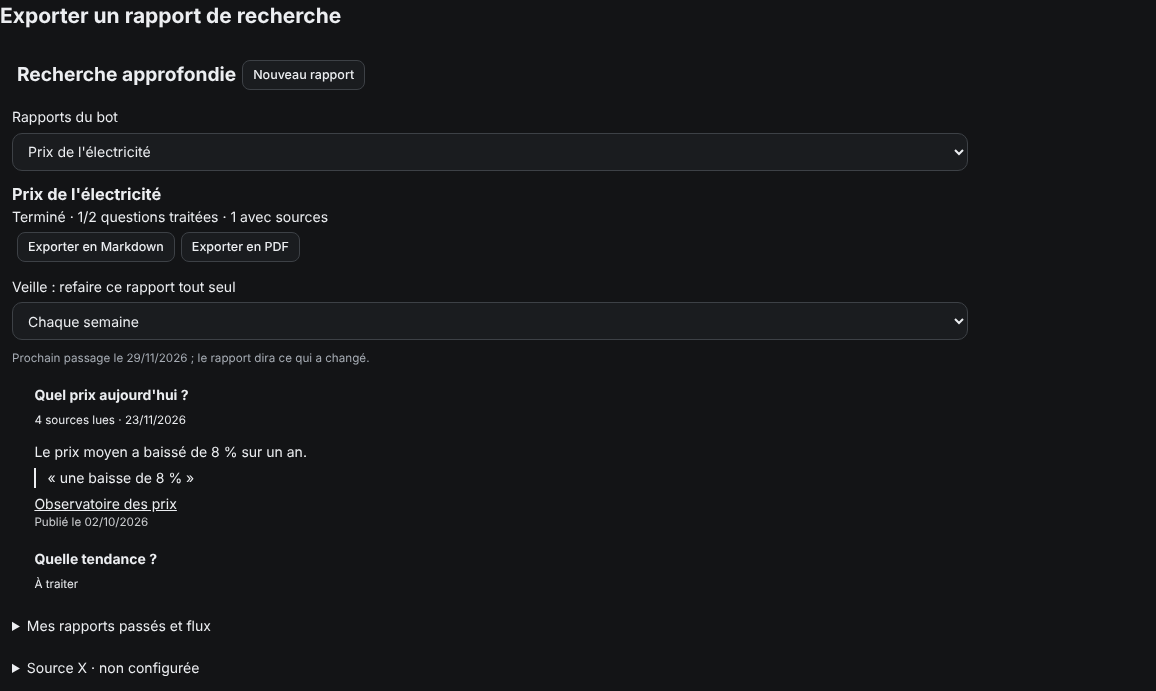 Exporter un rapport de recherche
Recherche approfondie
Nouveau rapport
Rapports du bot
Prix de l'électricité
Prix de l'électricité
Terminé · 1/2 questions traitées · 1 avec sources
Exporter en Markdown
Exporter en PDF
Veille : refaire ce rapport tout seul
Chaque semaine
Prochain passage le 29/11/2026 ; le rapport dira ce qui a changé.
Quel prix aujourd'hui ?
4 sources lues · 23/11/2026
Le prix moyen a baissé de 8 % sur un an.
« une baisse de 8 % »
Observatoire des prix
Publié le 02/10/2026
Quelle tendance ?
À traiter
Mes rapports passés et flux
Source X · non configurée